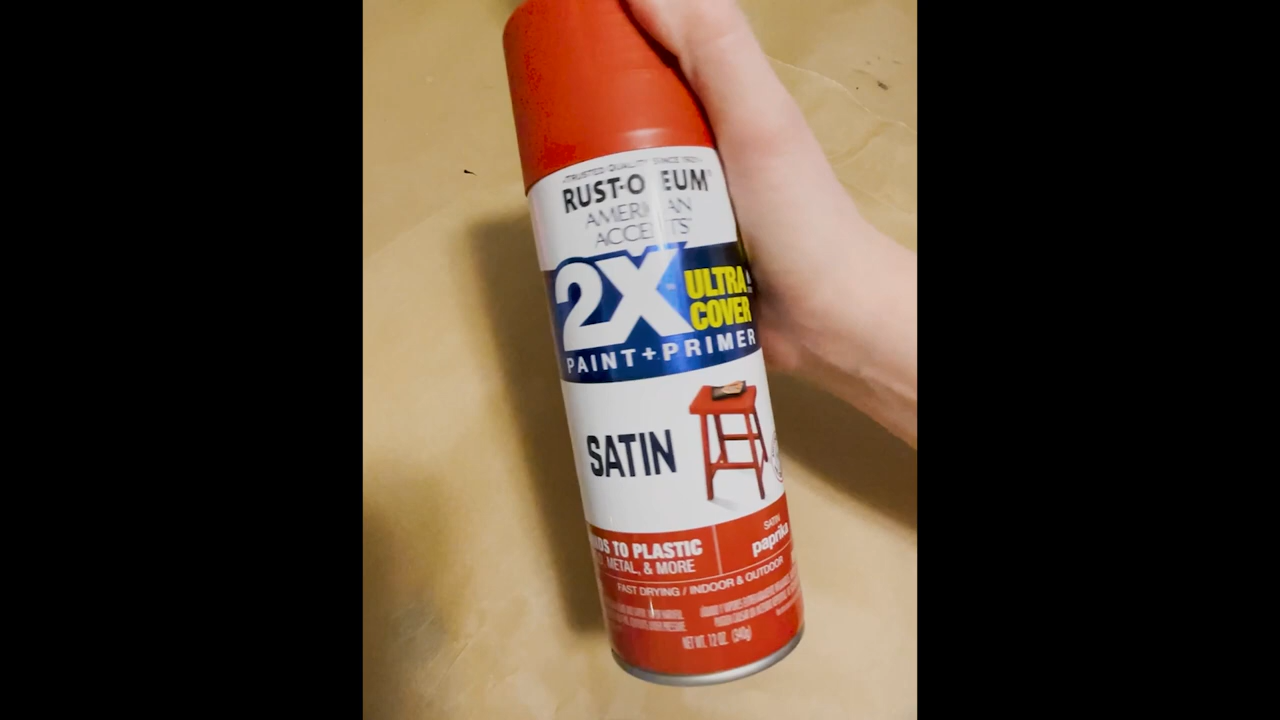 TRUSTED QUALITY SINCE 1921
RUST-OLEUM
AMERICAN
ACCENTS
2X ULTRA
COVER
PAINT+PRIMER
SATIN
TO PLASTIC
METAL, & MORE
SATIN
paprika
FAST DRYING / INDOOR & OUTDOOR
NET WT. 12 OZ. (340g)